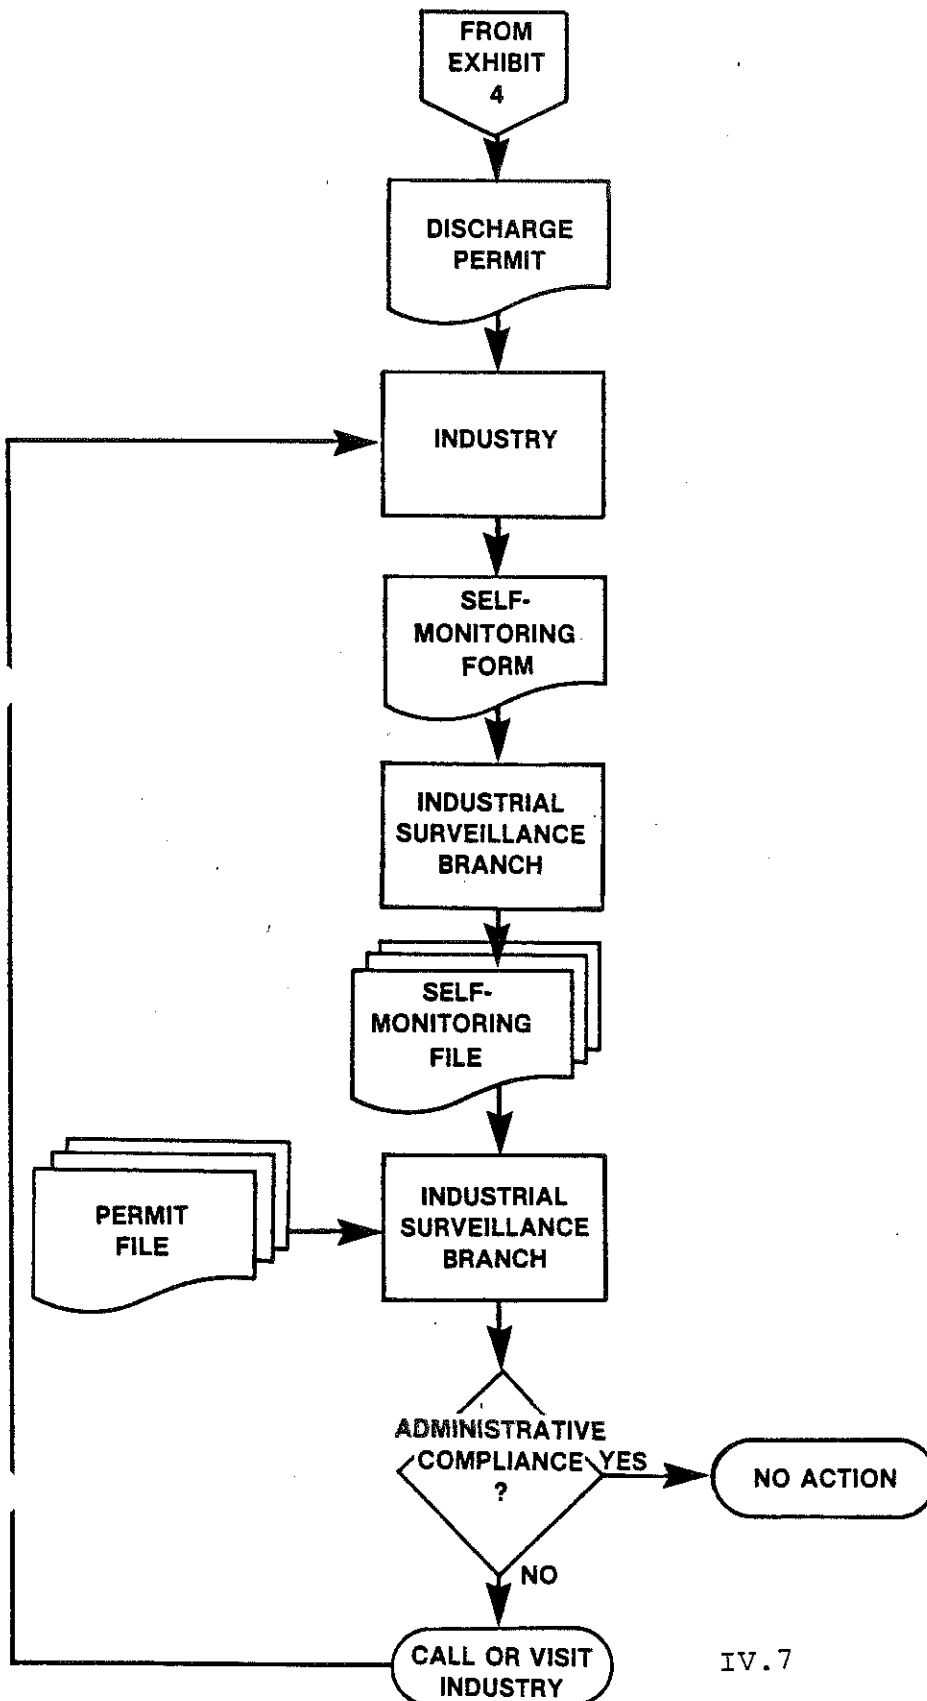 FROM
EXHIBIT
4
DISCHARGE
PERMIT
INDUSTRY
SELF-
MONITORING
FORM
INDUSTRIAL
SURVEILLANCE
BRANCH
SELF-
MONITORING
FILE
PERMIT
FILE
INDUSTRIAL
SURVEILLANCE
BRANCH
ADMINISTRATIVE
COMPLIANCE
?
YES
NO ACTION
NO
CALL OR VISIT
INDUSTRY
IV.7